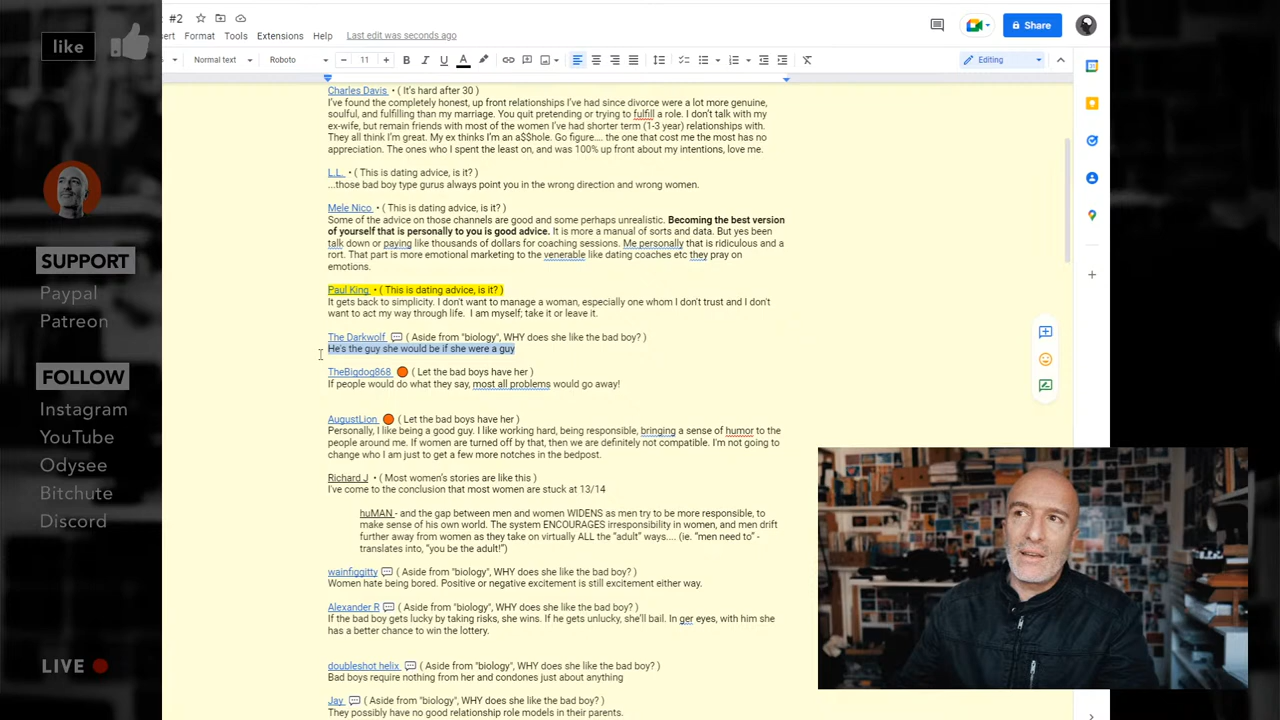 #2
like
ert Format Tools Extensions Help Last edit was seconds ago
Share
Normal text Roboto 11 B I U A
Editing
Charles Davis • ( It's hard after 30 )
I've found the completely honest, up front relationships I've had since divorce were a lot more genuine,
soulful, and fulfilling than my marriage. You quit pretending or trying to fulfill a role. I don't talk with my
ex-wife, but remain friends with most of the women I've had shorter term (1-3 year) relationships with.
They all think I'm great. My ex thinks I'm an a$$hole. Go figure.... the one that cost me the most has no
appreciation. The ones who I spent the least on, and was 100% up front about my intentions, love me.
L.L. • ( This is dating advice, is it? )
...those bad boy type gurus always point you in the wrong direction and wrong women.
Mele Nico • ( This is dating advice, is it? )
Some of the advice on those channels are good and some perhaps unrealistic. Becoming the best version
of yourself that is personally to you is good advice. It is more a manual of sorts and data. But yes been
talk down or paying like thousands of dollars for coaching sessions. Me personally that is ridiculous and a
rort. That part is more emotional marketing to the venerable like dating coaches etc they pray on
emotions.
Paul King • ( This is dating advice, is it? )
It gets back to simplicity. I don't want to manage a woman, especially one whom I don't trust and I don't
want to act my way through life. I am myself; take it or leave it.
The Darkwolf 💬 ( Aside from "biology", WHY does she like the bad boy? )
He's the guy she would be if she were a guy
TheBigdog868 🟠 ( Let the bad boys have her )
If people would do what they say, most all problems would go away!
AugustLion 🟠 ( Let the bad boys have her )
Personally, I like being a good guy. I like working hard, being responsible, bringing a sense of humor to the
people around me. If women are turned off by that, then we are definitely not compatible. I'm not going to
change who I am just to get a few more notches in the bedpost.
Richard J • ( Most women's stories are like this )
I've come to the conclusion that most women are stuck at 13/14
huMAN - and the gap between men and women WIDENS as men try to be more responsible, to
make sense of his own world. The system ENCOURAGES irresponsibility in women, and men drift
further away from women as they take on virtually ALL the "adult" ways.... (ie. "men need to" -
translates into, "you be the adult!")
wainfiggitty 💬 ( Aside from "biology", WHY does she like the bad boy? )
Women hate being bored. Positive or negative excitement is still excitement either way.
Alexander R 💬 ( Aside from "biology", WHY does she like the bad boy? )
If the bad boy gets lucky by taking risks, she wins. If he gets unlucky, she'll bail. In ger eyes, with him she
has a better chance to win the lottery.
doubleshot helix 💬 ( Aside from "biology", WHY does she like the bad boy? )
Bad boys require nothing from her and condones just about anything
Jay 💬 ( Aside from "biology", WHY does she like the bad boy? )
They possibly have no good relationship role models in their parents.
SUPPORT
Paypal
Patreon
FOLLOW
Instagram
YouTube
Odysee
Bitchute
Discord
LIVE